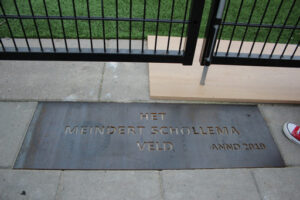 HET
MEINDERT SCHOLLEMA
VELD
ANNO 2010